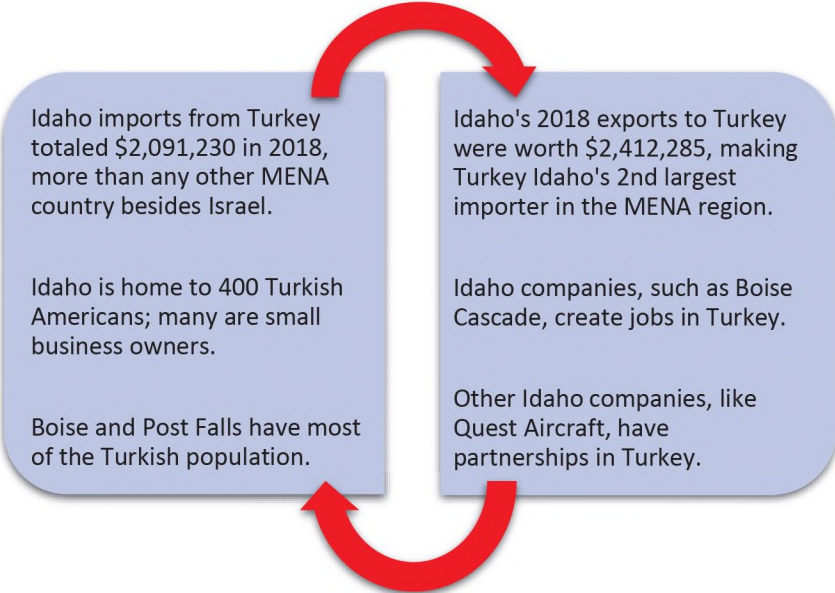 Idaho imports from Turkey
totaled $2,091,230 in 2018,
more than any other MENA
country besides Israel.
Idaho is home to 400 Turkish
Americans; many are small
business owners.
Boise and Post Falls have most
of the Turkish population.
Idaho's 2018 exports to Turkey
were worth $2,412,285, making
Turkey Idaho's 2nd largest
importer in the MENA region.
Idaho companies, such as Boise
Cascade, create jobs in Turkey.
Other Idaho companies, like
Quest Aircraft, have
partnerships in Turkey.